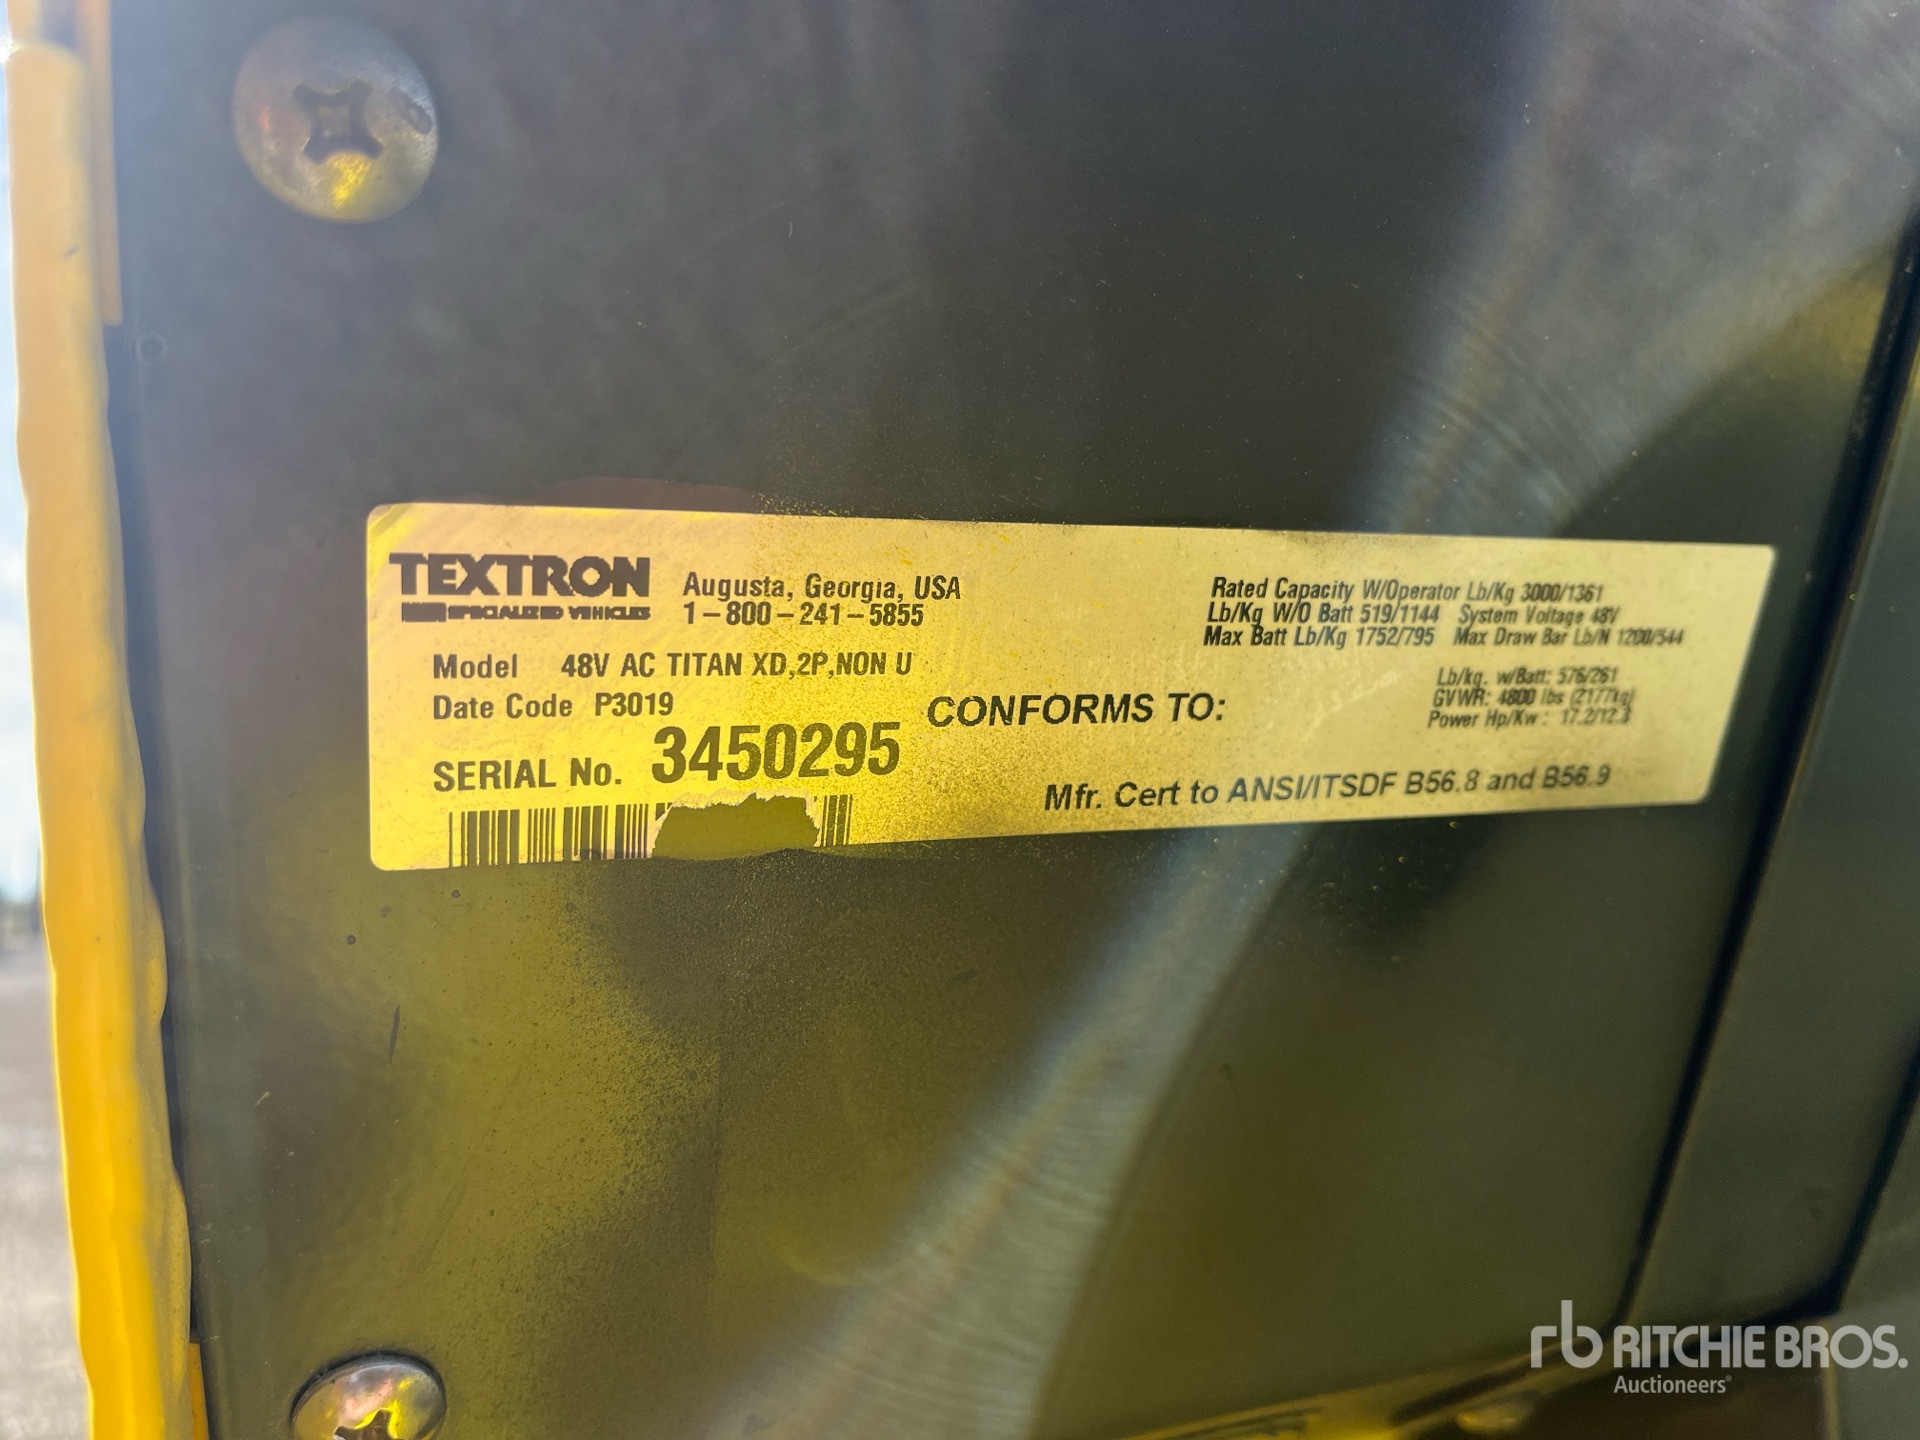 TEXTRON
SPECIALIZED VEHICLES
Augusta, Georgia, USA
1-800-241-5855
Model 48V AC TITAN XD,2P,NON U
Date Code P3019
SERIAL No. 3450295
CONFORMS TO:
Rated Capacity W/Operator Lb/Kg 3000/1361
Lb/Kg W/O Batt 519/1144 System Voltage 48V
Max Batt Lb/Kg 1752/795 Max Draw Bar Lb/N 1200/544
Lb/kg. w/Batt: 576/261
GVWR: 4800 lbs (2177kg)
Power Hp/Kw : 17.2/12.3
Mfr. Cert to ANSI/ITSDF B56.8 and B56.9
rb RITCHIE BROS.
Auctioneers